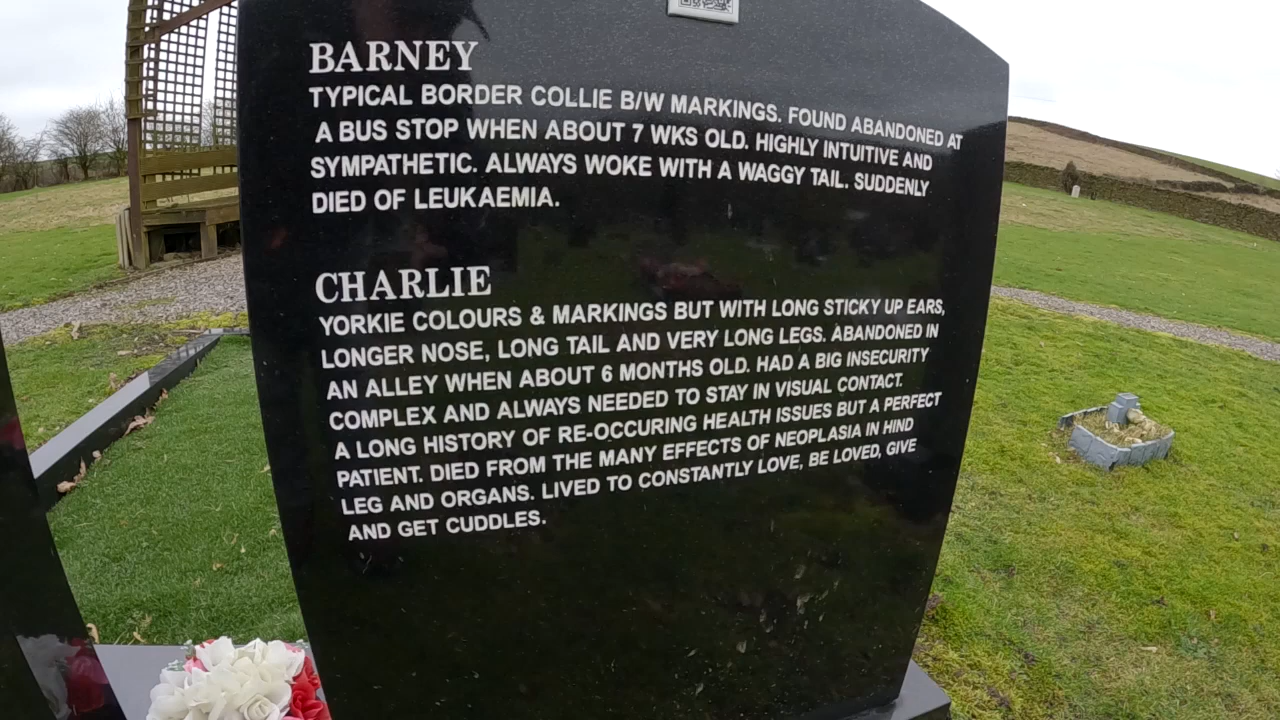 BARNEY
TYPICAL BORDER COLLIE B/W MARKINGS. FOUND ABANDONED AT
A BUS STOP WHEN ABOUT 7 WKS OLD. HIGHLY INTUITIVE AND
SYMPATHETIC. ALWAYS WOKE WITH A WAGGY TAIL. SUDDENLY
DIED OF LEUKAEMIA.
CHARLIE
YORKIE COLOURS & MARKINGS BUT WITH LONG STICKY UP EARS,
LONGER NOSE, LONG TAIL AND VERY LONG LEGS. ABANDONED IN
AN ALLEY WHEN ABOUT 6 MONTHS OLD. HAD A BIG INSECURITY
COMPLEX AND ALWAYS NEEDED TO STAY IN VISUAL CONTACT.
A LONG HISTORY OF RE-OCCURING HEALTH ISSUES BUT A PERFECT
PATIENT. DIED FROM THE MANY EFFECTS OF NEOPLASIA IN HIND
LEG AND ORGANS. LIVED TO CONSTANTLY LOVE, BE LOVED, GIVE
AND GET CUDDLES.